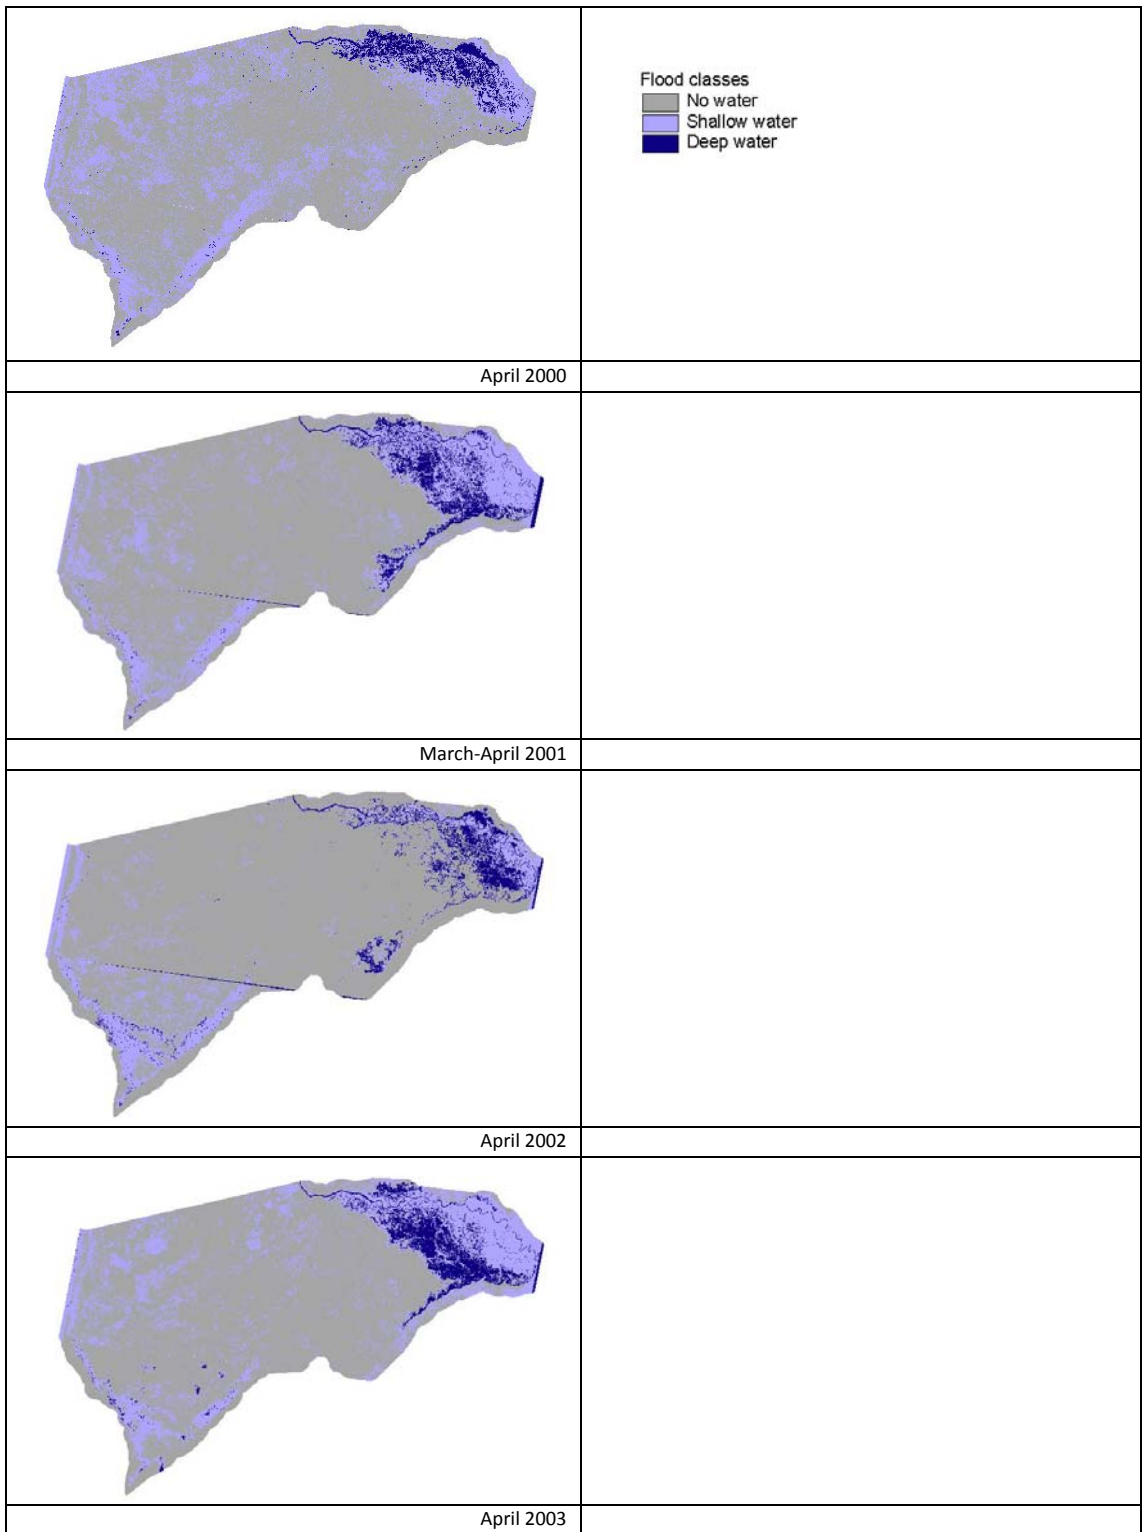 Flood classes
No water
Shallow water
Deep water
April 2000
March-April 2001
April 2002
April 2003